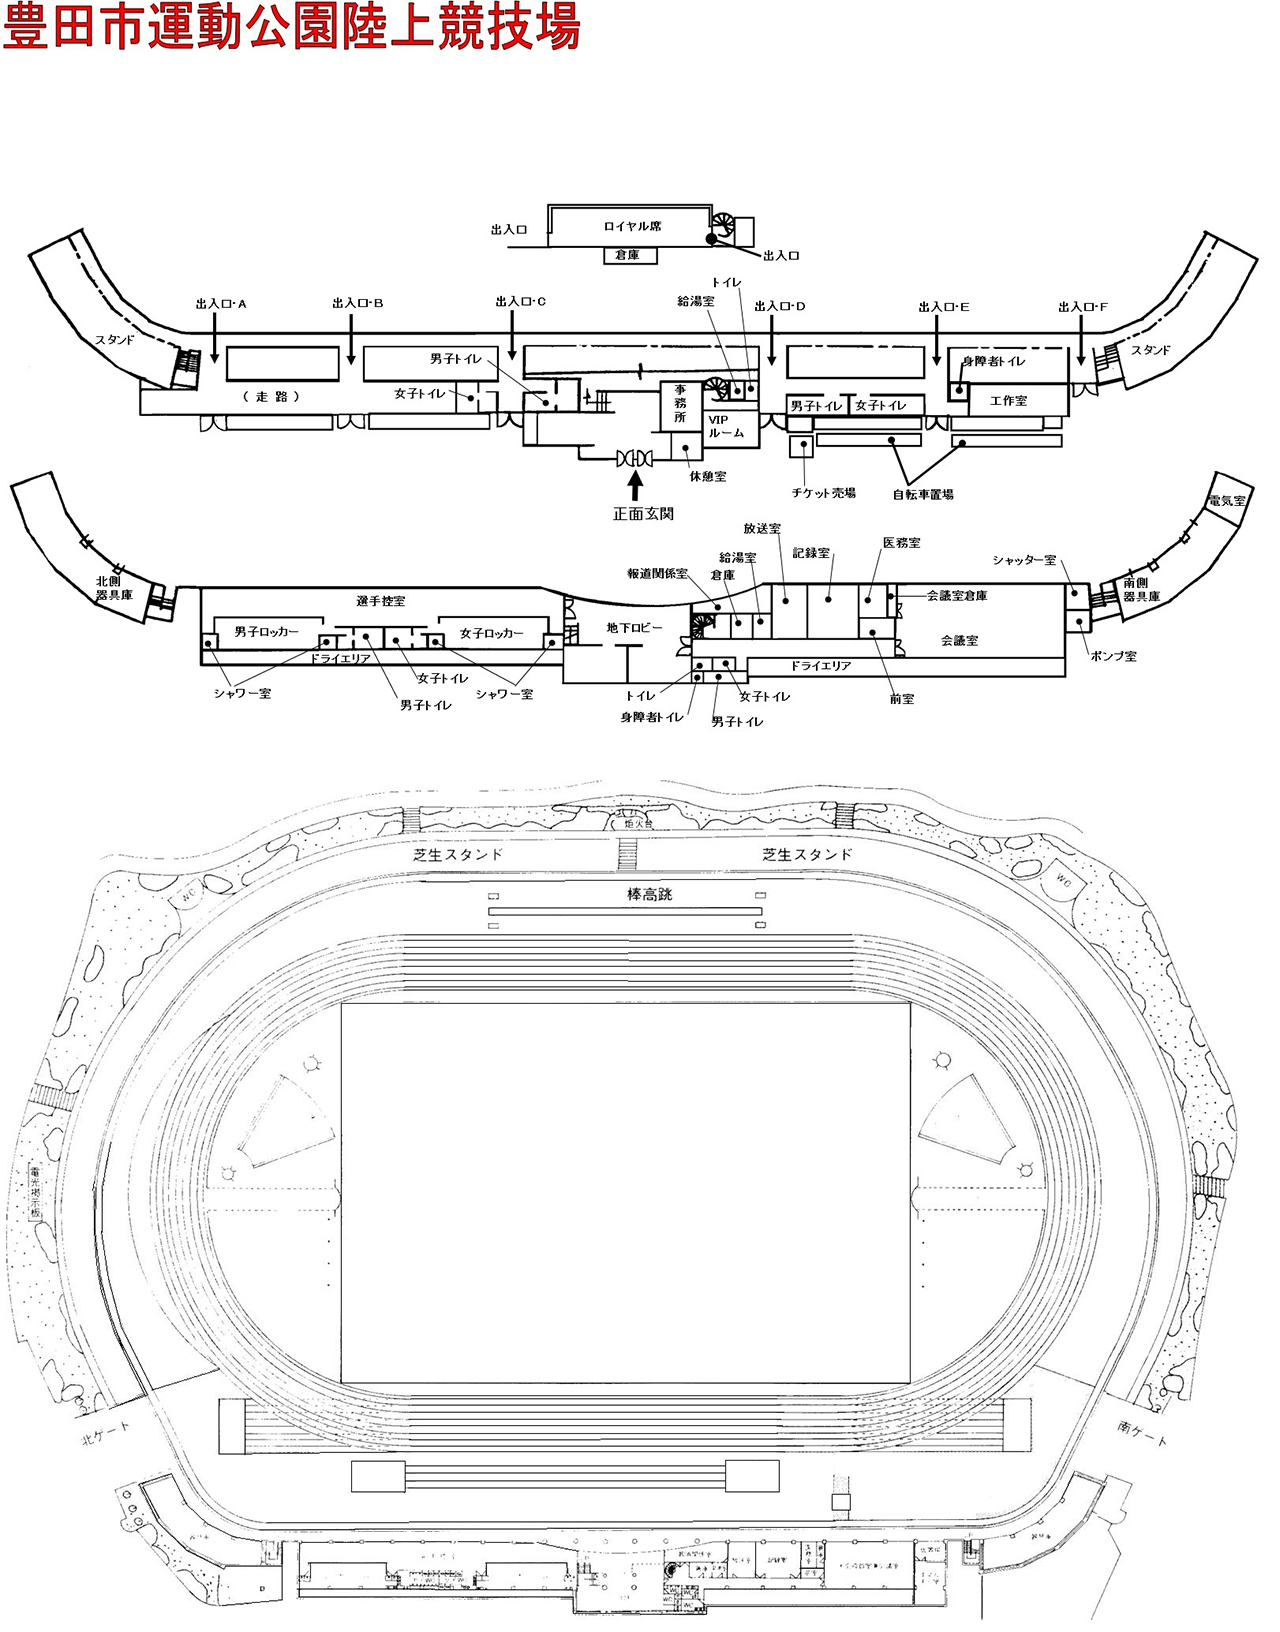 豊田市運動公園陸上競技場
出入口
ロイヤル席
倉庫
出入口
トイレ
給湯室
出入口・A
出入口・B
出入口・C
出入口・D
出入口・E
出入口・F
スタンド
男子トイレ
身障者トイレ
スタンド
(走路)
女子トイレ
事務所
VIP
ルーム
男子トイレ
女子トイレ
工作室
休憩室
チケット売場
自転車置場
正面玄関
電気室
放送室
給湯室
記録室
医務室
シャッター室
報道関係室
倉庫
北側
器具庫
選手控室
会議室倉庫
南側
器具庫
男子ロッカー
女子ロッカー
地下ロビー
会議室
ドライエリア
ドライエリア
ポンプ室
シャワー室
女子トイレ
シャワー室
トイレ
女子トイレ
前室
男子トイレ
身障者トイレ
男子トイレ
炬火台
芝生スタンド
芝生スタンド
WC
WC
棒高跳
電光掲示板
北ゲート
南ゲート
WC
WC
WC
WC